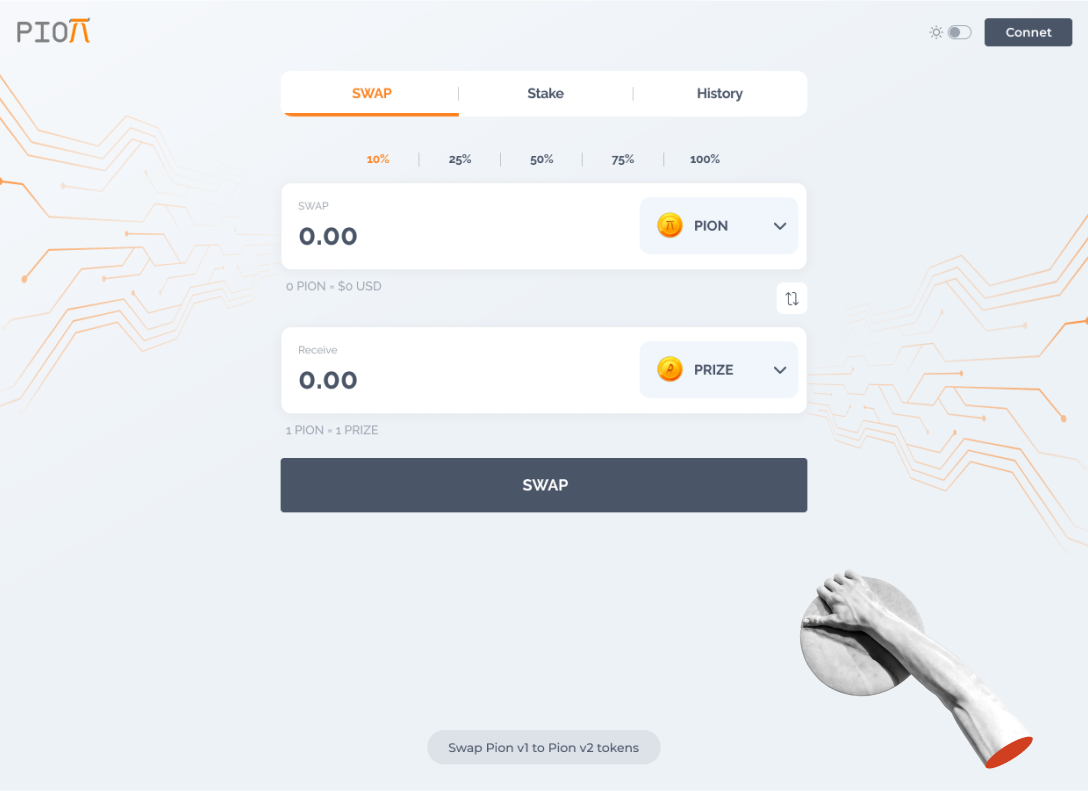 PIOπ
Connet
SWAP Stake History
10% 25% 50% 75% 100%
SWAP
0.00 PION
0 PION = $0 USD
Receive
0.00 PRIZE
1 PION = 1 PRIZE
SWAP
Swap Pion v1 to Pion v2 tokens